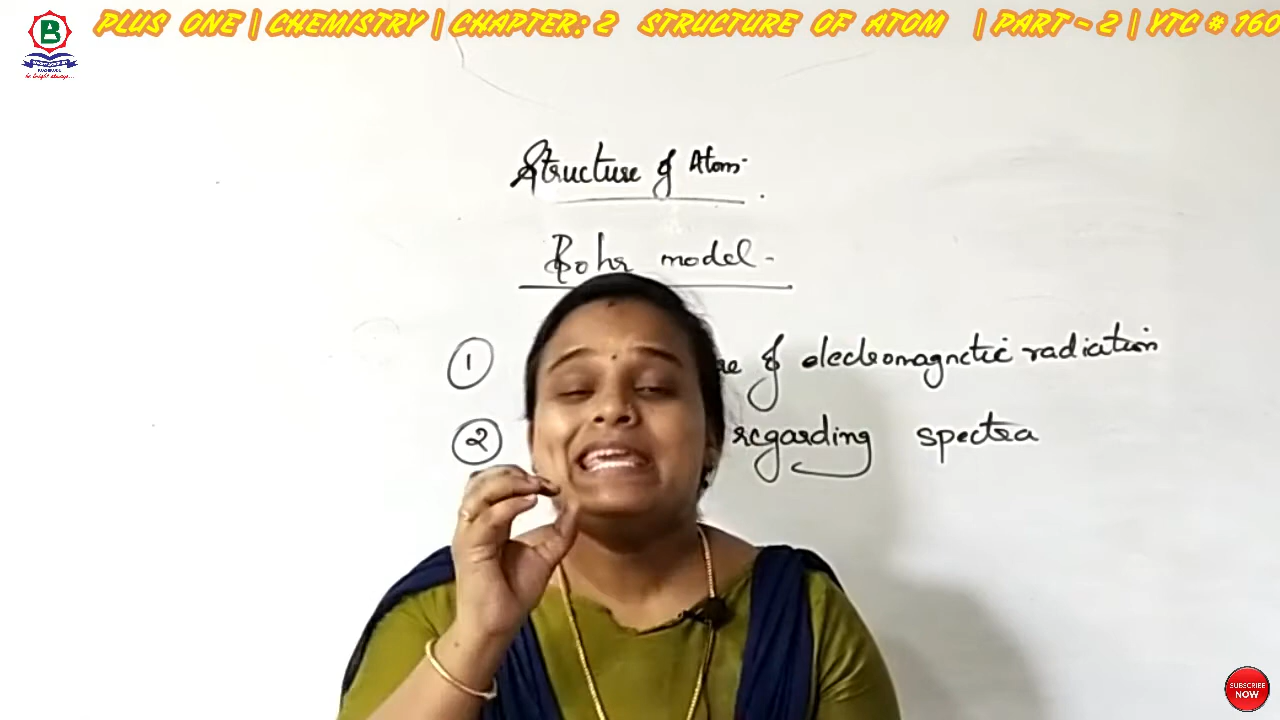 PLUS ONE | CHEMISTRY | CHAPTER: 2 STRUCTURE OF ATOM | PART - 2 | YTC # 160
B
Structure of Atom.
Bohr model -
1 of electromagnetic radiation
2 regarding spectra
SUBSCRIBE
NOW